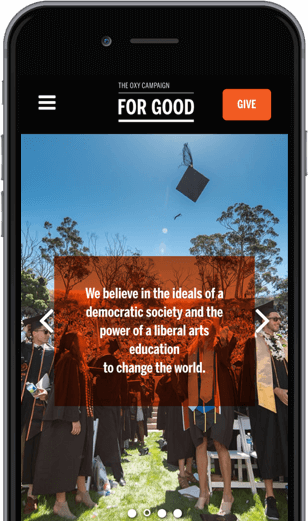 THE OXY CAMPAIGN
FOR GOOD
GIVE
We believe in the ideals of a
democratic society and the
power of a liberal arts
education
to change the world.